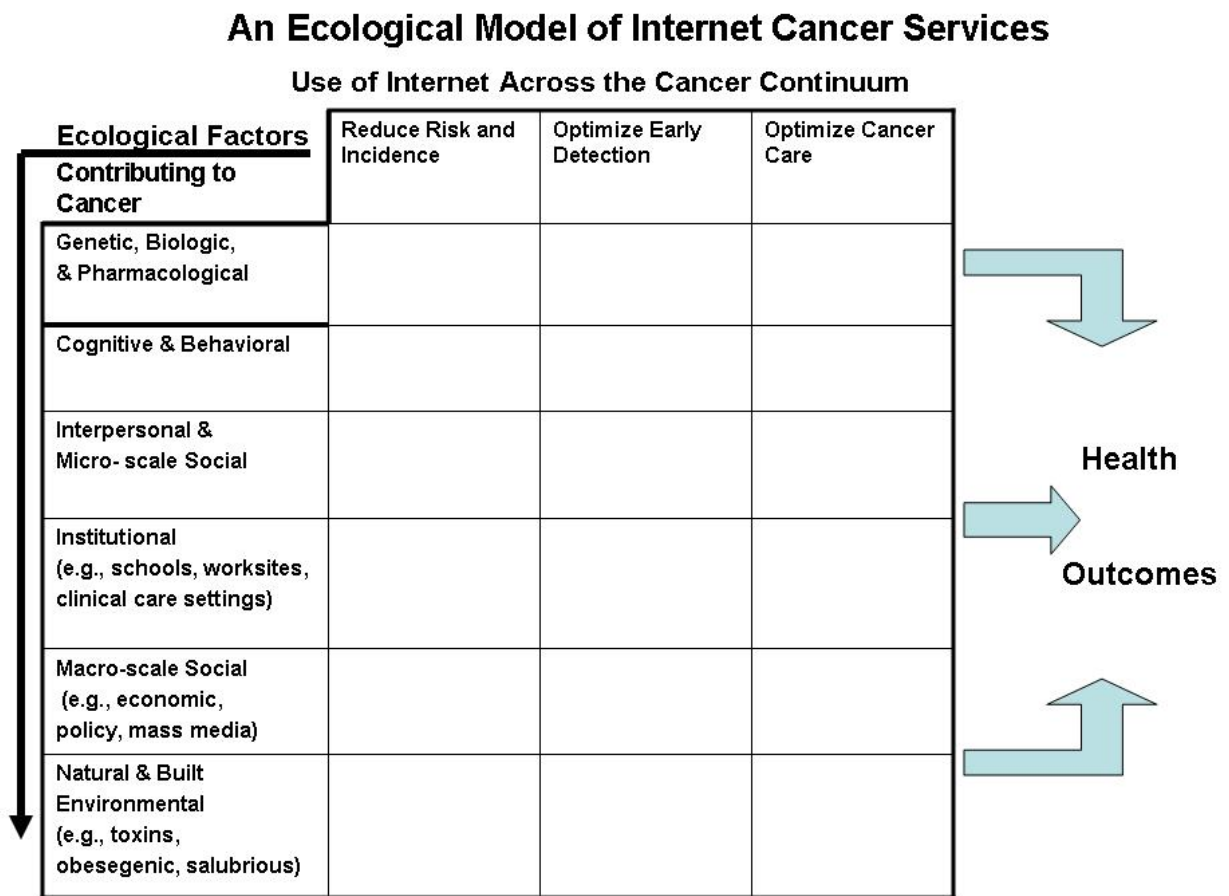 An Ecological Model of Internet Cancer Services
Use of Internet Across the Cancer Continuum
Ecological Factors
Contributing to
Cancer
Reduce Risk and
Incidence
Optimize Early
Detection
Optimize Cancer
Care
Genetic, Biologic,
& Pharmacological
Cognitive & Behavioral
Interpersonal &
Micro- scale Social
Institutional
(e.g., schools, worksites,
clinical care settings)
Macro-scale Social
(e.g., economic,
policy, mass media)
Natural & Built
Environmental
(e.g., toxins,
obesegenic, salubrious)
Health
Outcomes